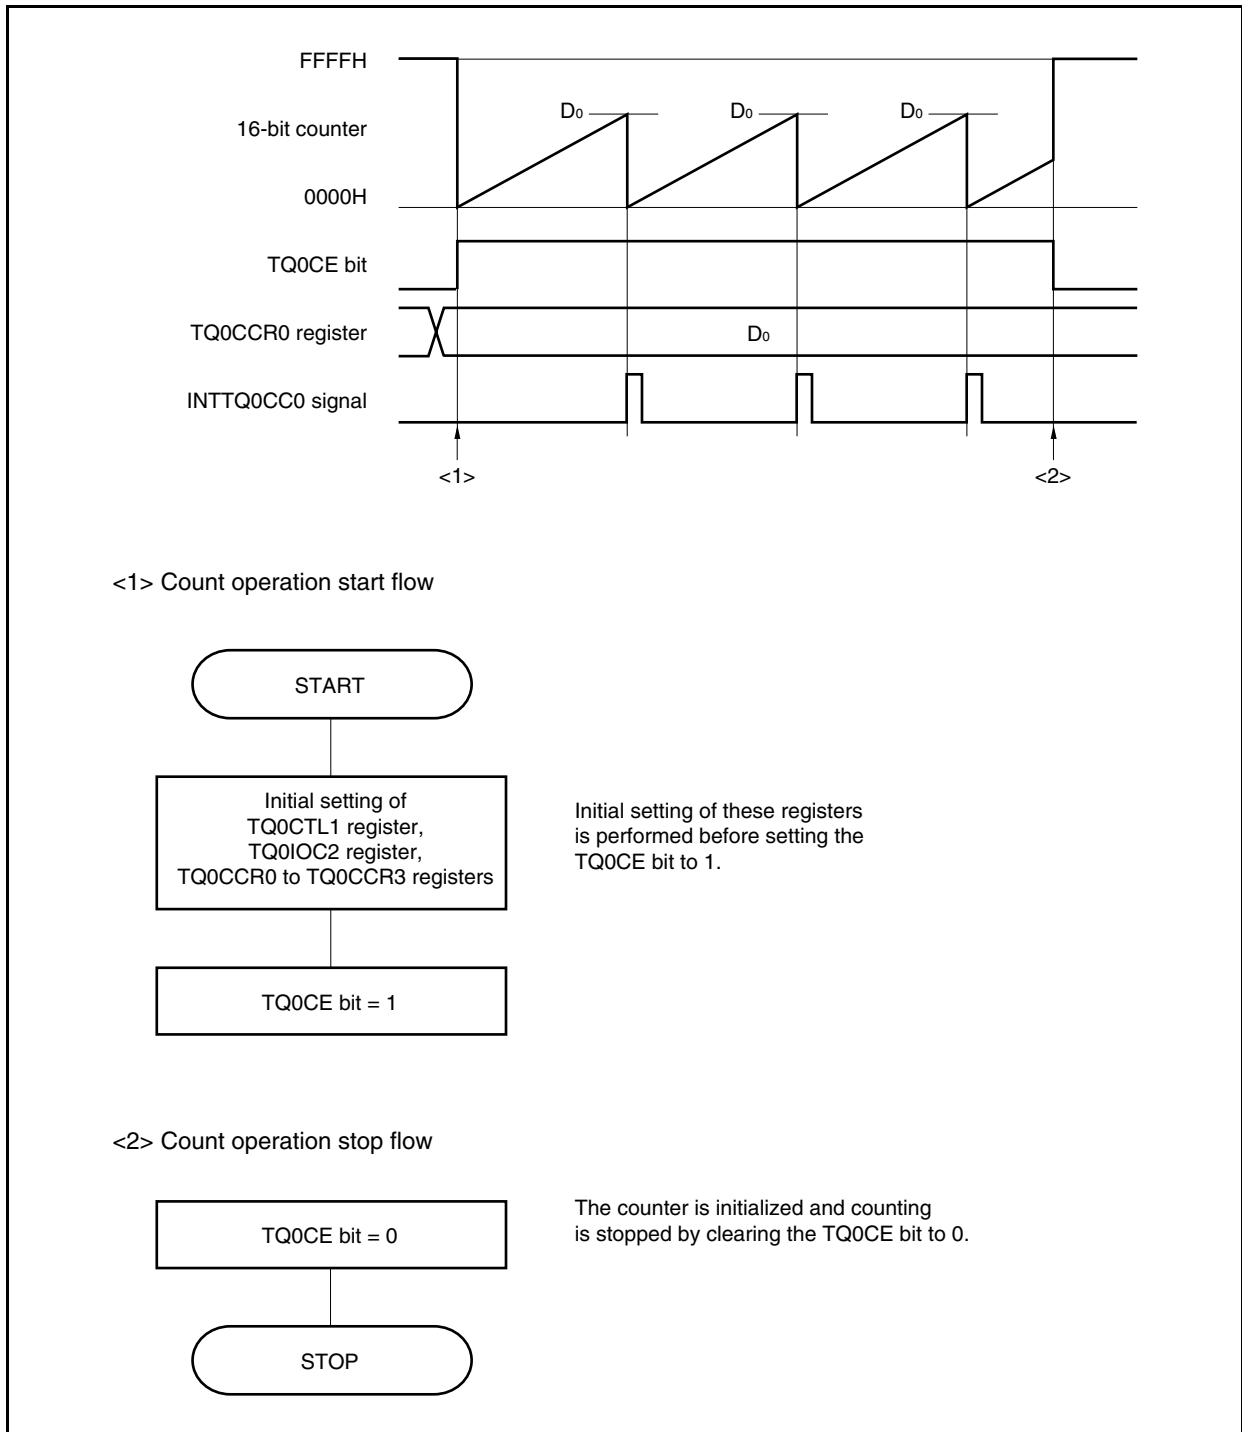 FFFFH
D0 D0 D0
16-bit counter
0000H
TQ0CE bit
TQ0CCR0 register
D0
INTTQ0CC0 signal
<1> <2>
<1> Count operation start flow
START
Initial setting of
TQ0CTL1 register,
TQ0IOC2 register,
TQ0CCR0 to TQ0CCR3 registers
Initial setting of these registers
is performed before setting the
TQ0CE bit to 1.
TQ0CE bit = 1
<2> Count operation stop flow
TQ0CE bit = 0
The counter is initialized and counting
is stopped by clearing the TQ0CE bit to 0.
STOP